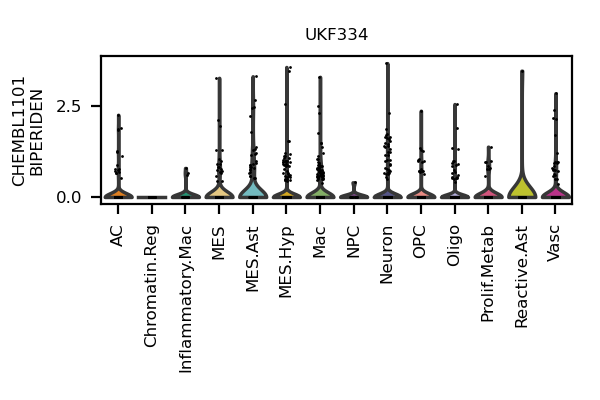 UKF334
CHEMBL1101
BIPERIDEN
2.5
0.0
AC
Chromatin.Reg
Inflammatory.Mac
MES
MES.Ast
MES.Hyp
Mac
NPC
Neuron
OPC
Oligo
Prolif.Metab
Reactive.Ast
Vasc